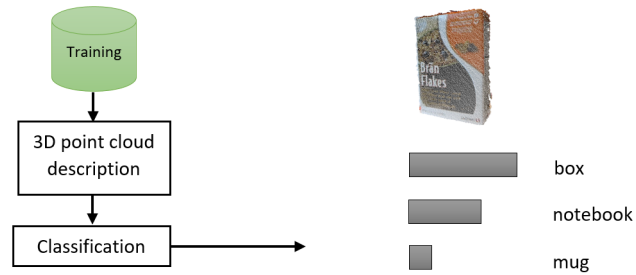 Training
3D point cloud
description
Classification
Bran
Flakes
box
notebook
mug